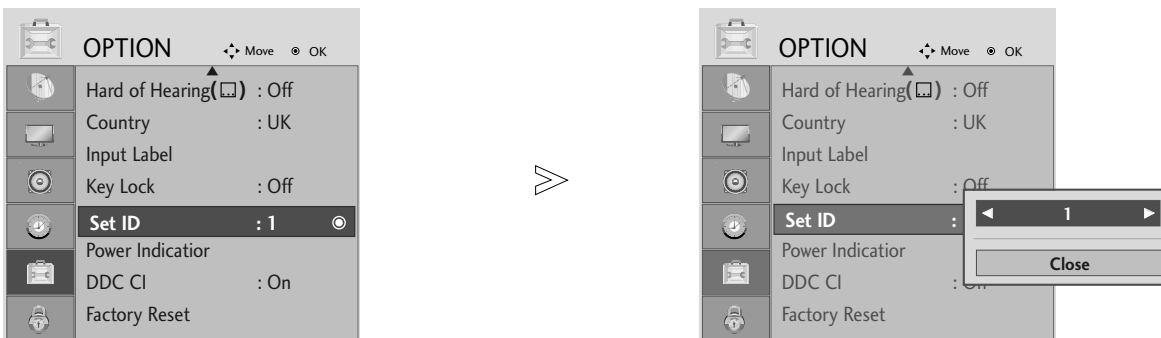 OPTION Move OK
Hard of Hearing(...) : Off
Country : UK
Input Label
Key Lock : Off
Set ID : 1
Power Indicatior
DDC CI : On
Factory Reset
OPTION Move OK
Hard of Hearing(...) : Off
Country : UK
Input Label
Key Lock : Off
Set ID :
1
Power Indicatior
Close
DDC CI : Off
Factory Reset